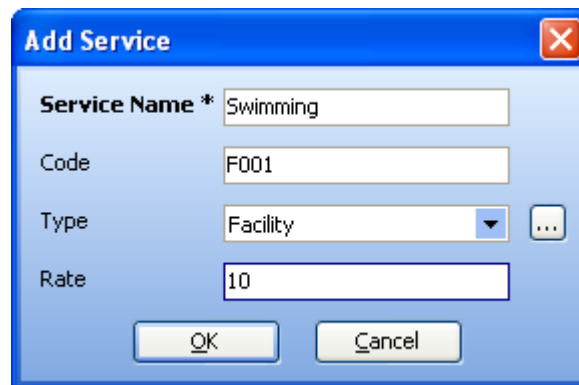 Add Service
Service Name * Swimming
Code F001
Type Facility ...
Rate 10
OK Cancel